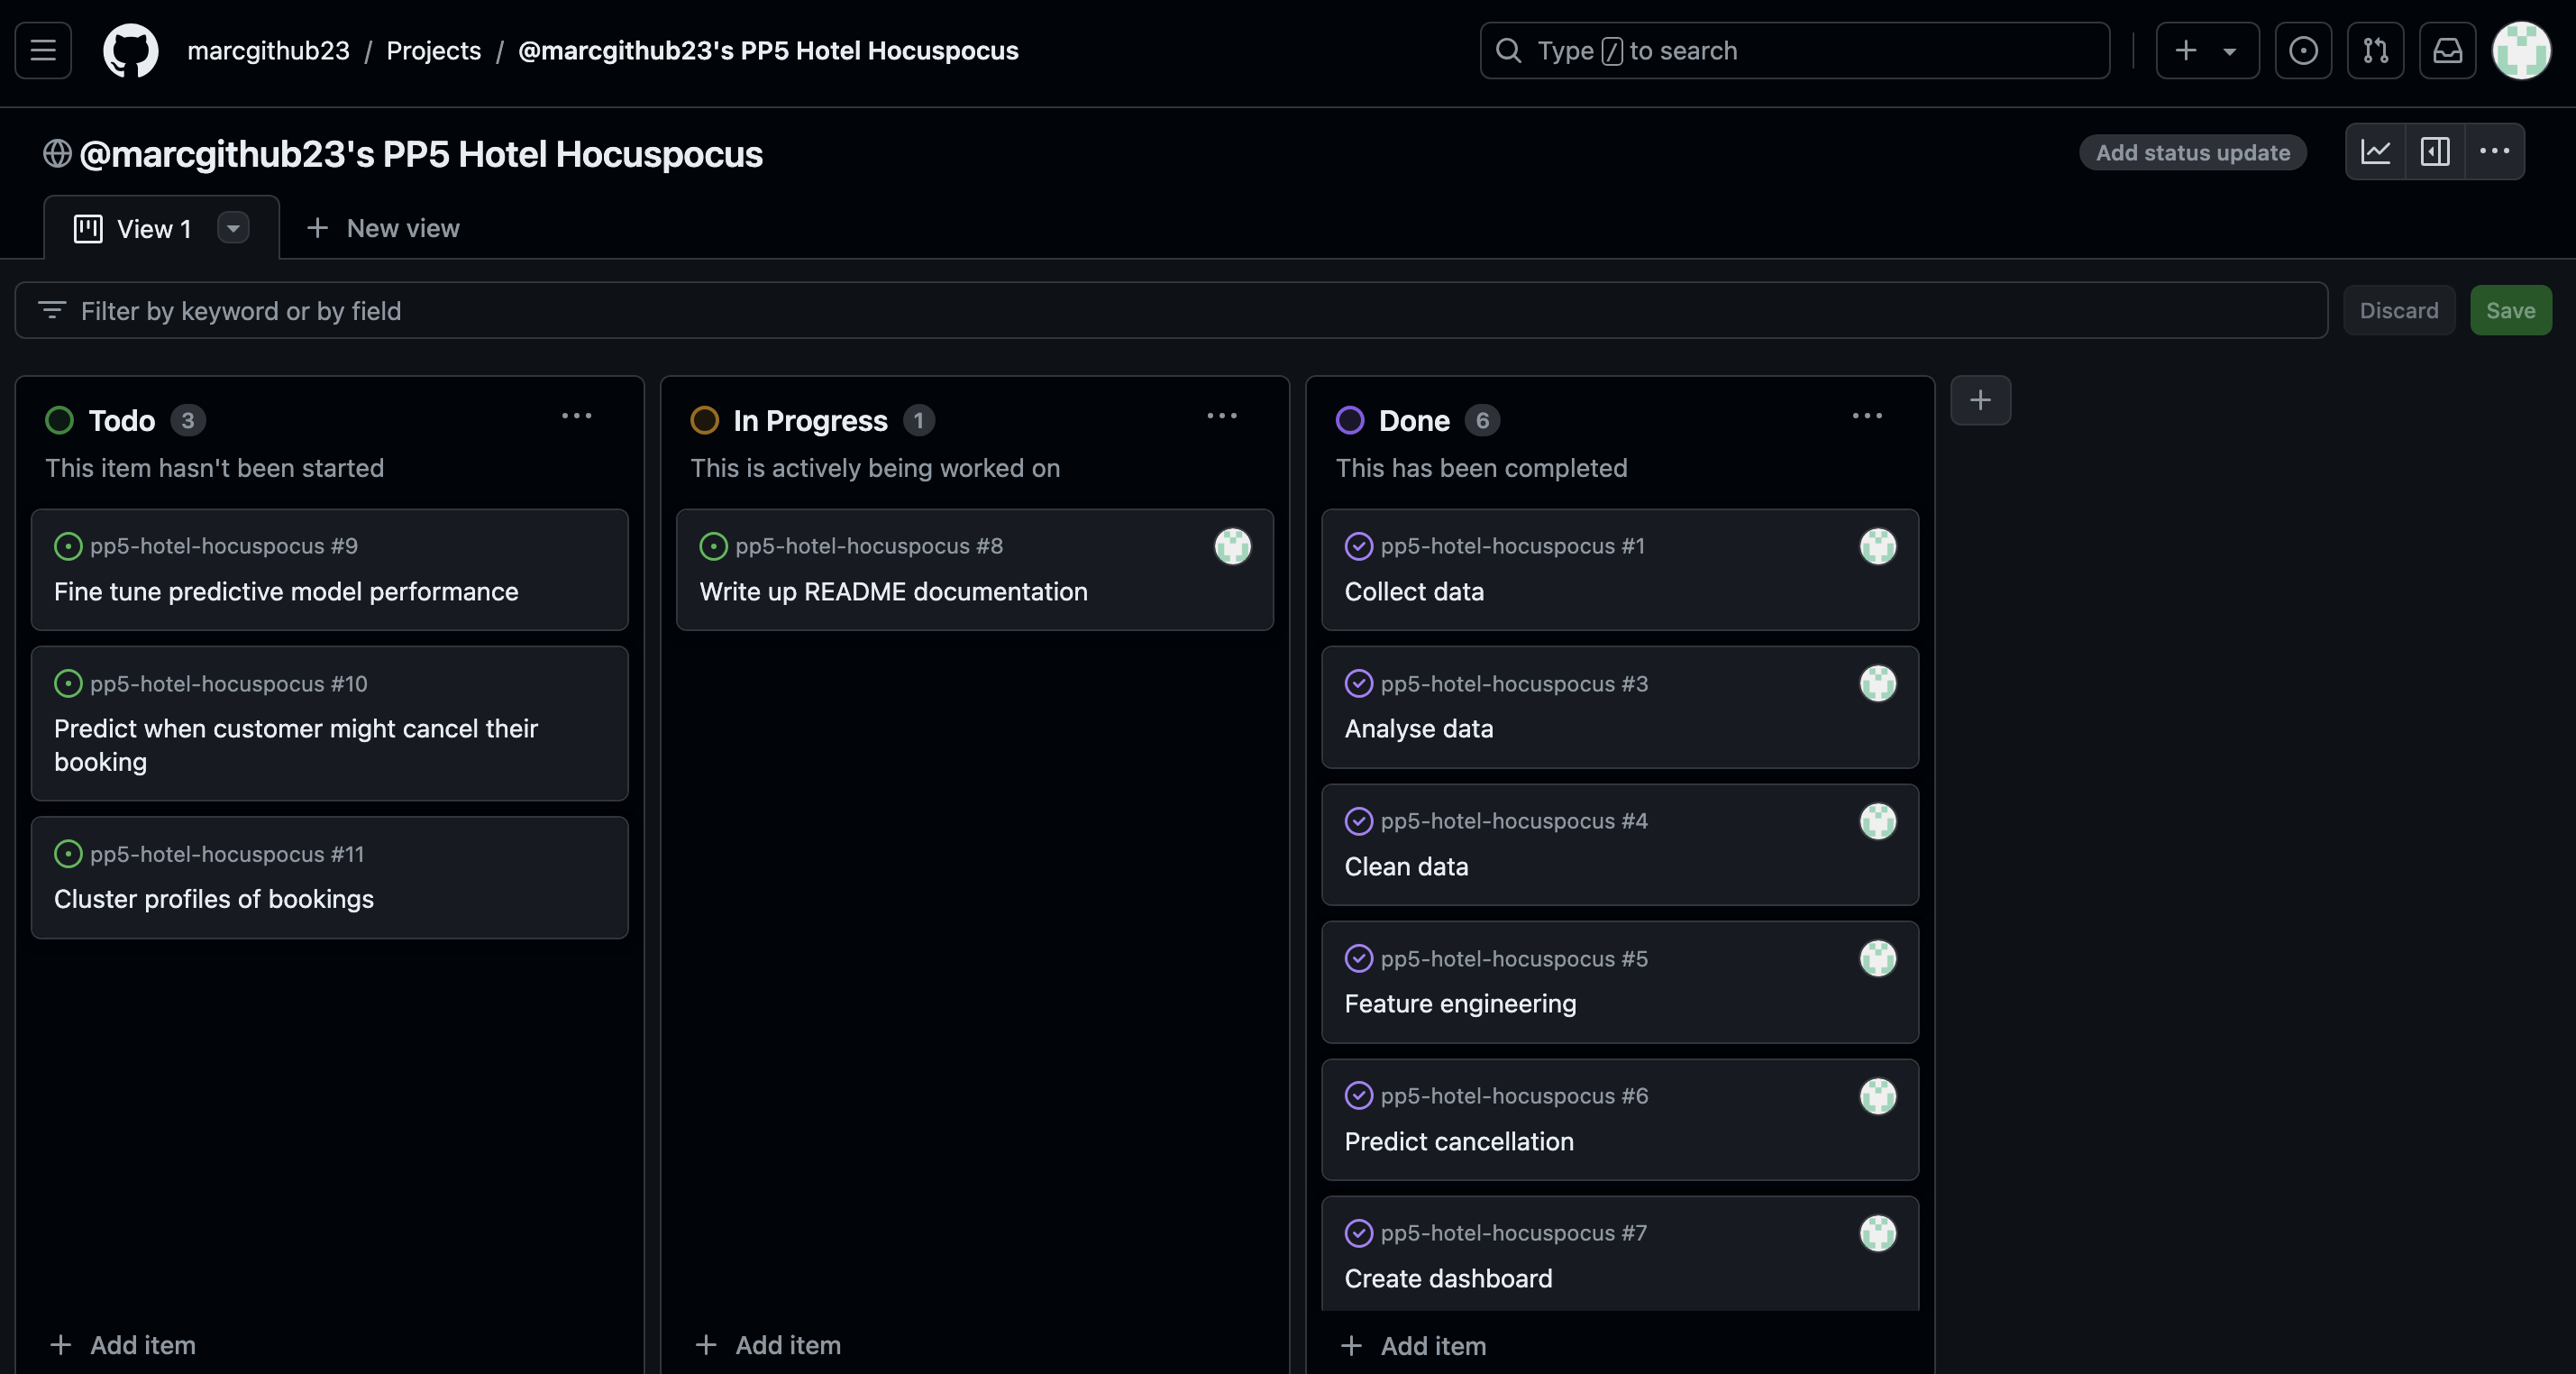 marcgithub23 / Projects / @marcgithub23's PP5 Hotel Hocuspocus
Type / to search
@marcgithub23's PP5 Hotel Hocuspocus
Add status update
View 1
New view
Filter by keyword or by field
Discard
Save
Todo 3
This item hasn't been started
pp5-hotel-hocuspocus #9
Fine tune predictive model performance
pp5-hotel-hocuspocus #10
Predict when customer might cancel their
booking
pp5-hotel-hocuspocus #11
Cluster profiles of bookings
Add item
In Progress 1
This is actively being worked on
pp5-hotel-hocuspocus #8
Write up README documentation
Add item
Done 6
This has been completed
pp5-hotel-hocuspocus #1
Collect data
pp5-hotel-hocuspocus #3
Analyse data
pp5-hotel-hocuspocus #4
Clean data
pp5-hotel-hocuspocus #5
Feature engineering
pp5-hotel-hocuspocus #6
Predict cancellation
pp5-hotel-hocuspocus #7
Create dashboard
Add item